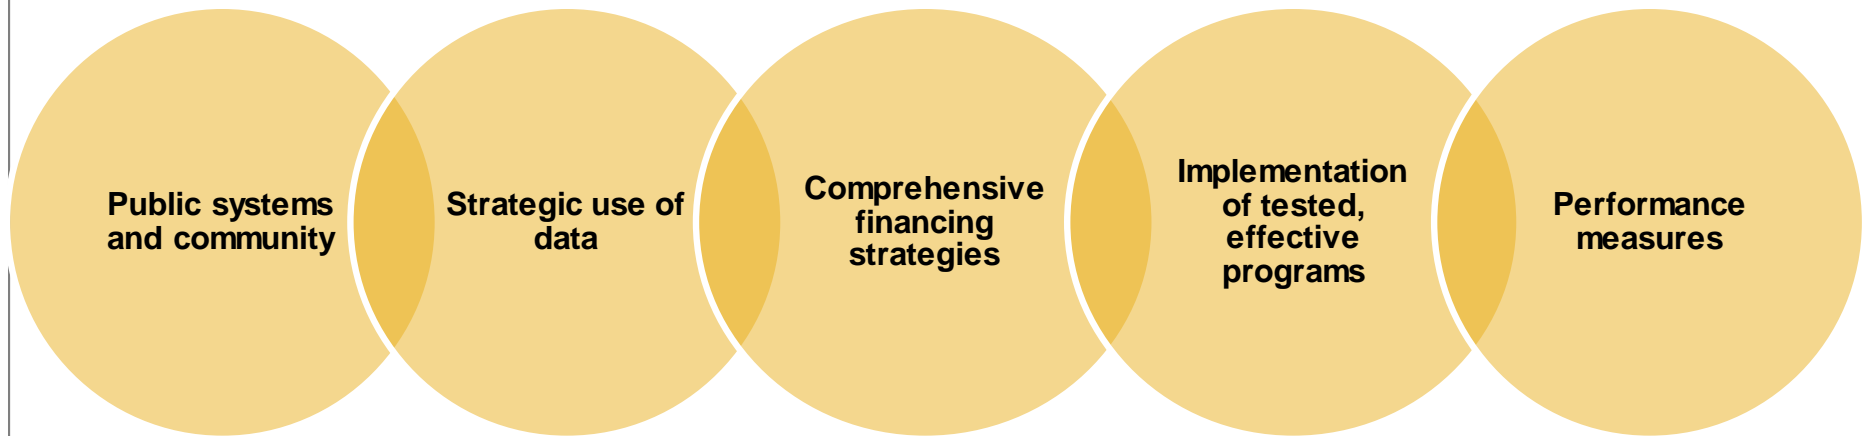 Public systems
and community
Strategic use of
data
Comprehensive
financing
strategies
Implementation
of tested,
effective
programs
Performance
measures